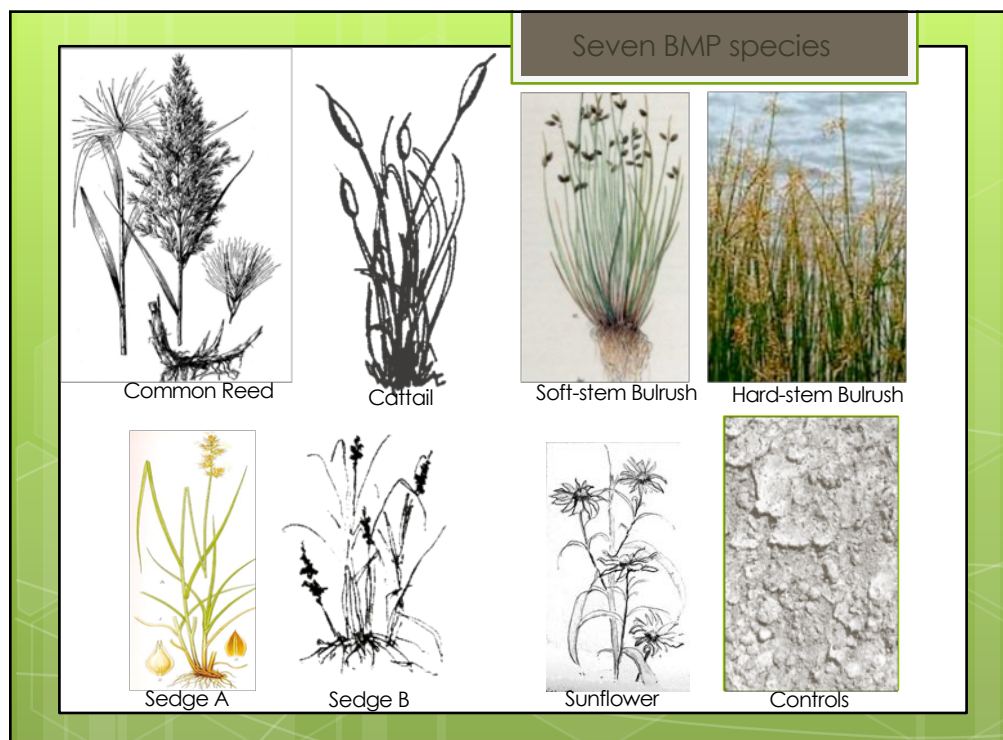 Seven BMP species
Common Reed
Cattail
Soft-stem Bulrush
Hard-stem Bulrush
Sedge A
Sedge B
Sunflower
Controls